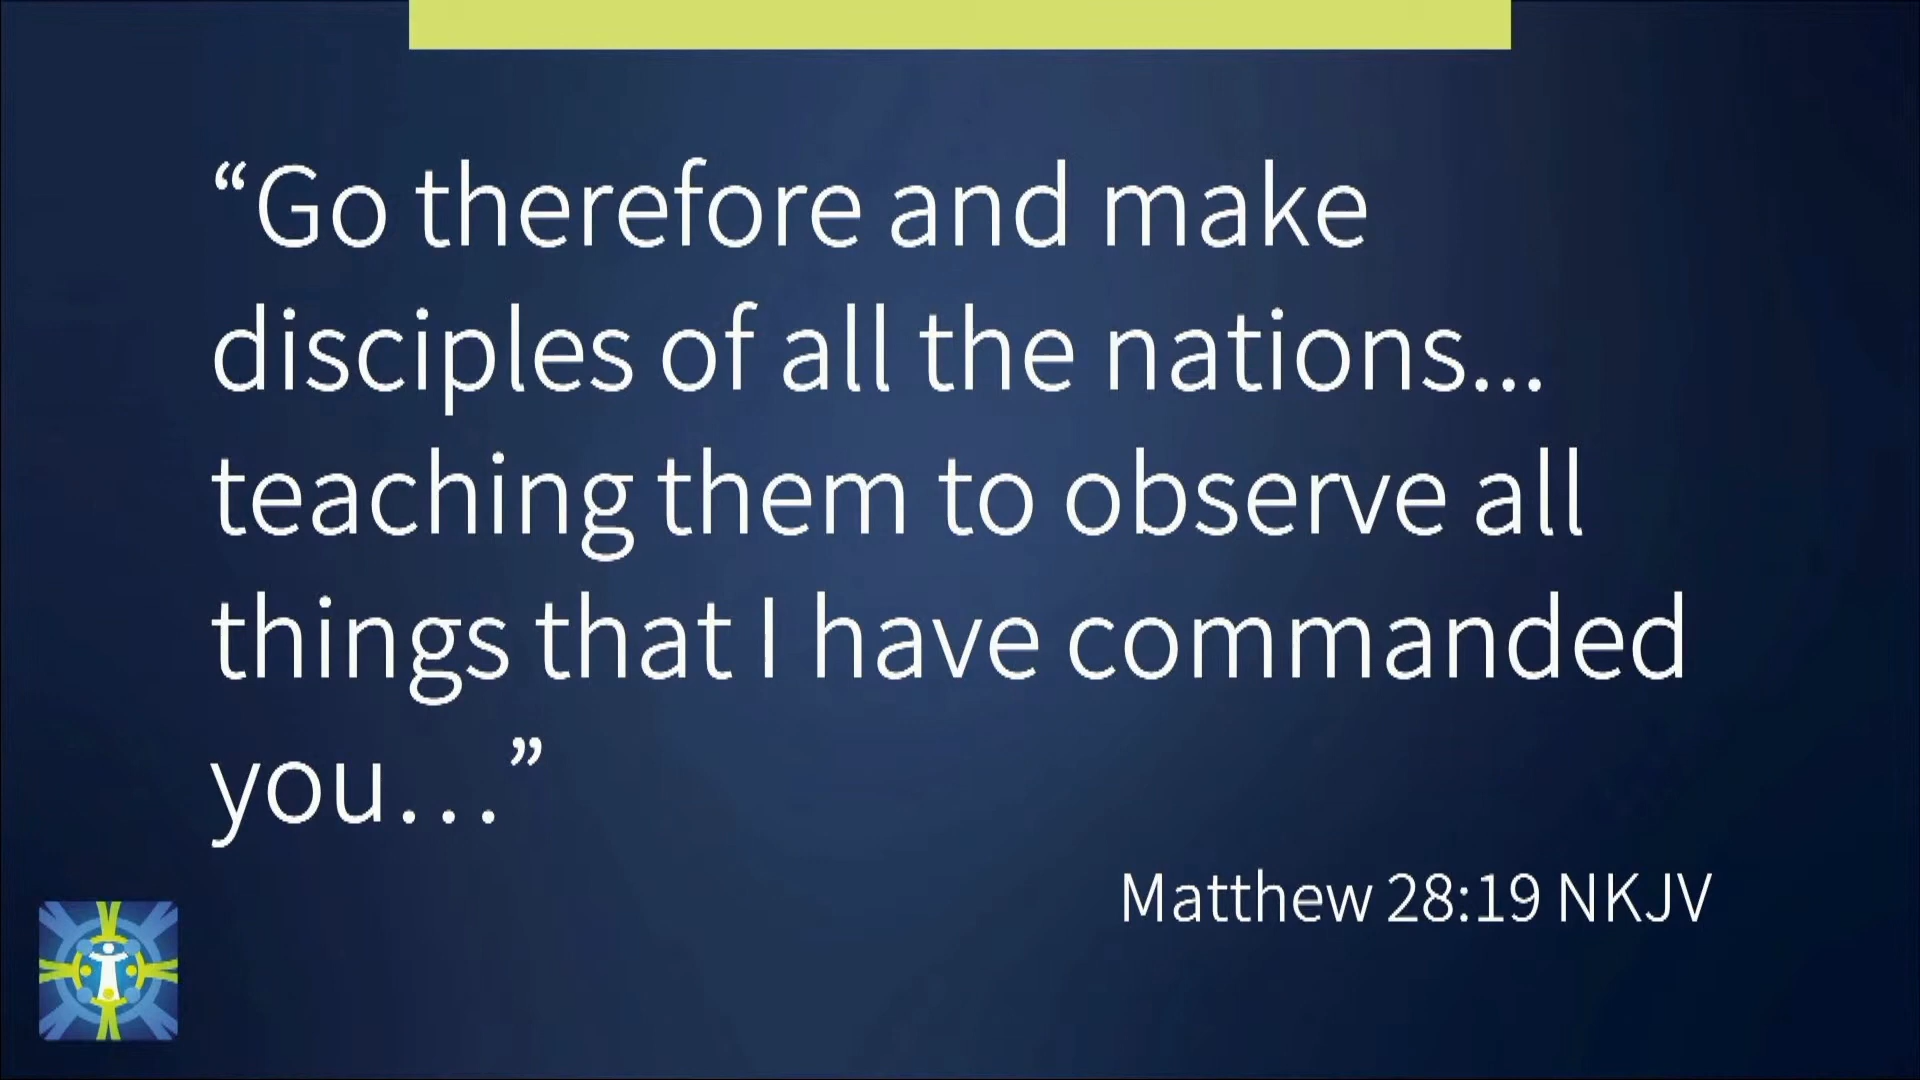 “Go therefore and make
disciples of all the nations...
teaching them to observe all
things that I have commanded
you…”
Matthew 28:19 NKJV